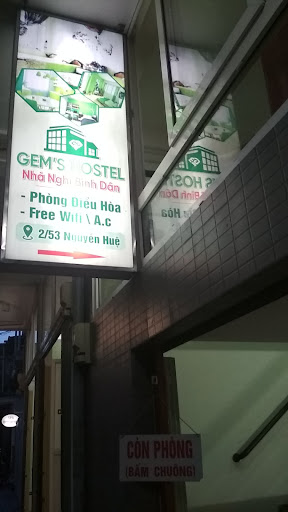 GEM'S HOSTEL
Nhà Nghỉ Bình Dân
- Phòng Điều Hòa
- Free Wifi \ A.c
2/53 Nguyễn Huệ
CÒN PHÒNG
(BẤM CHUÔNG)